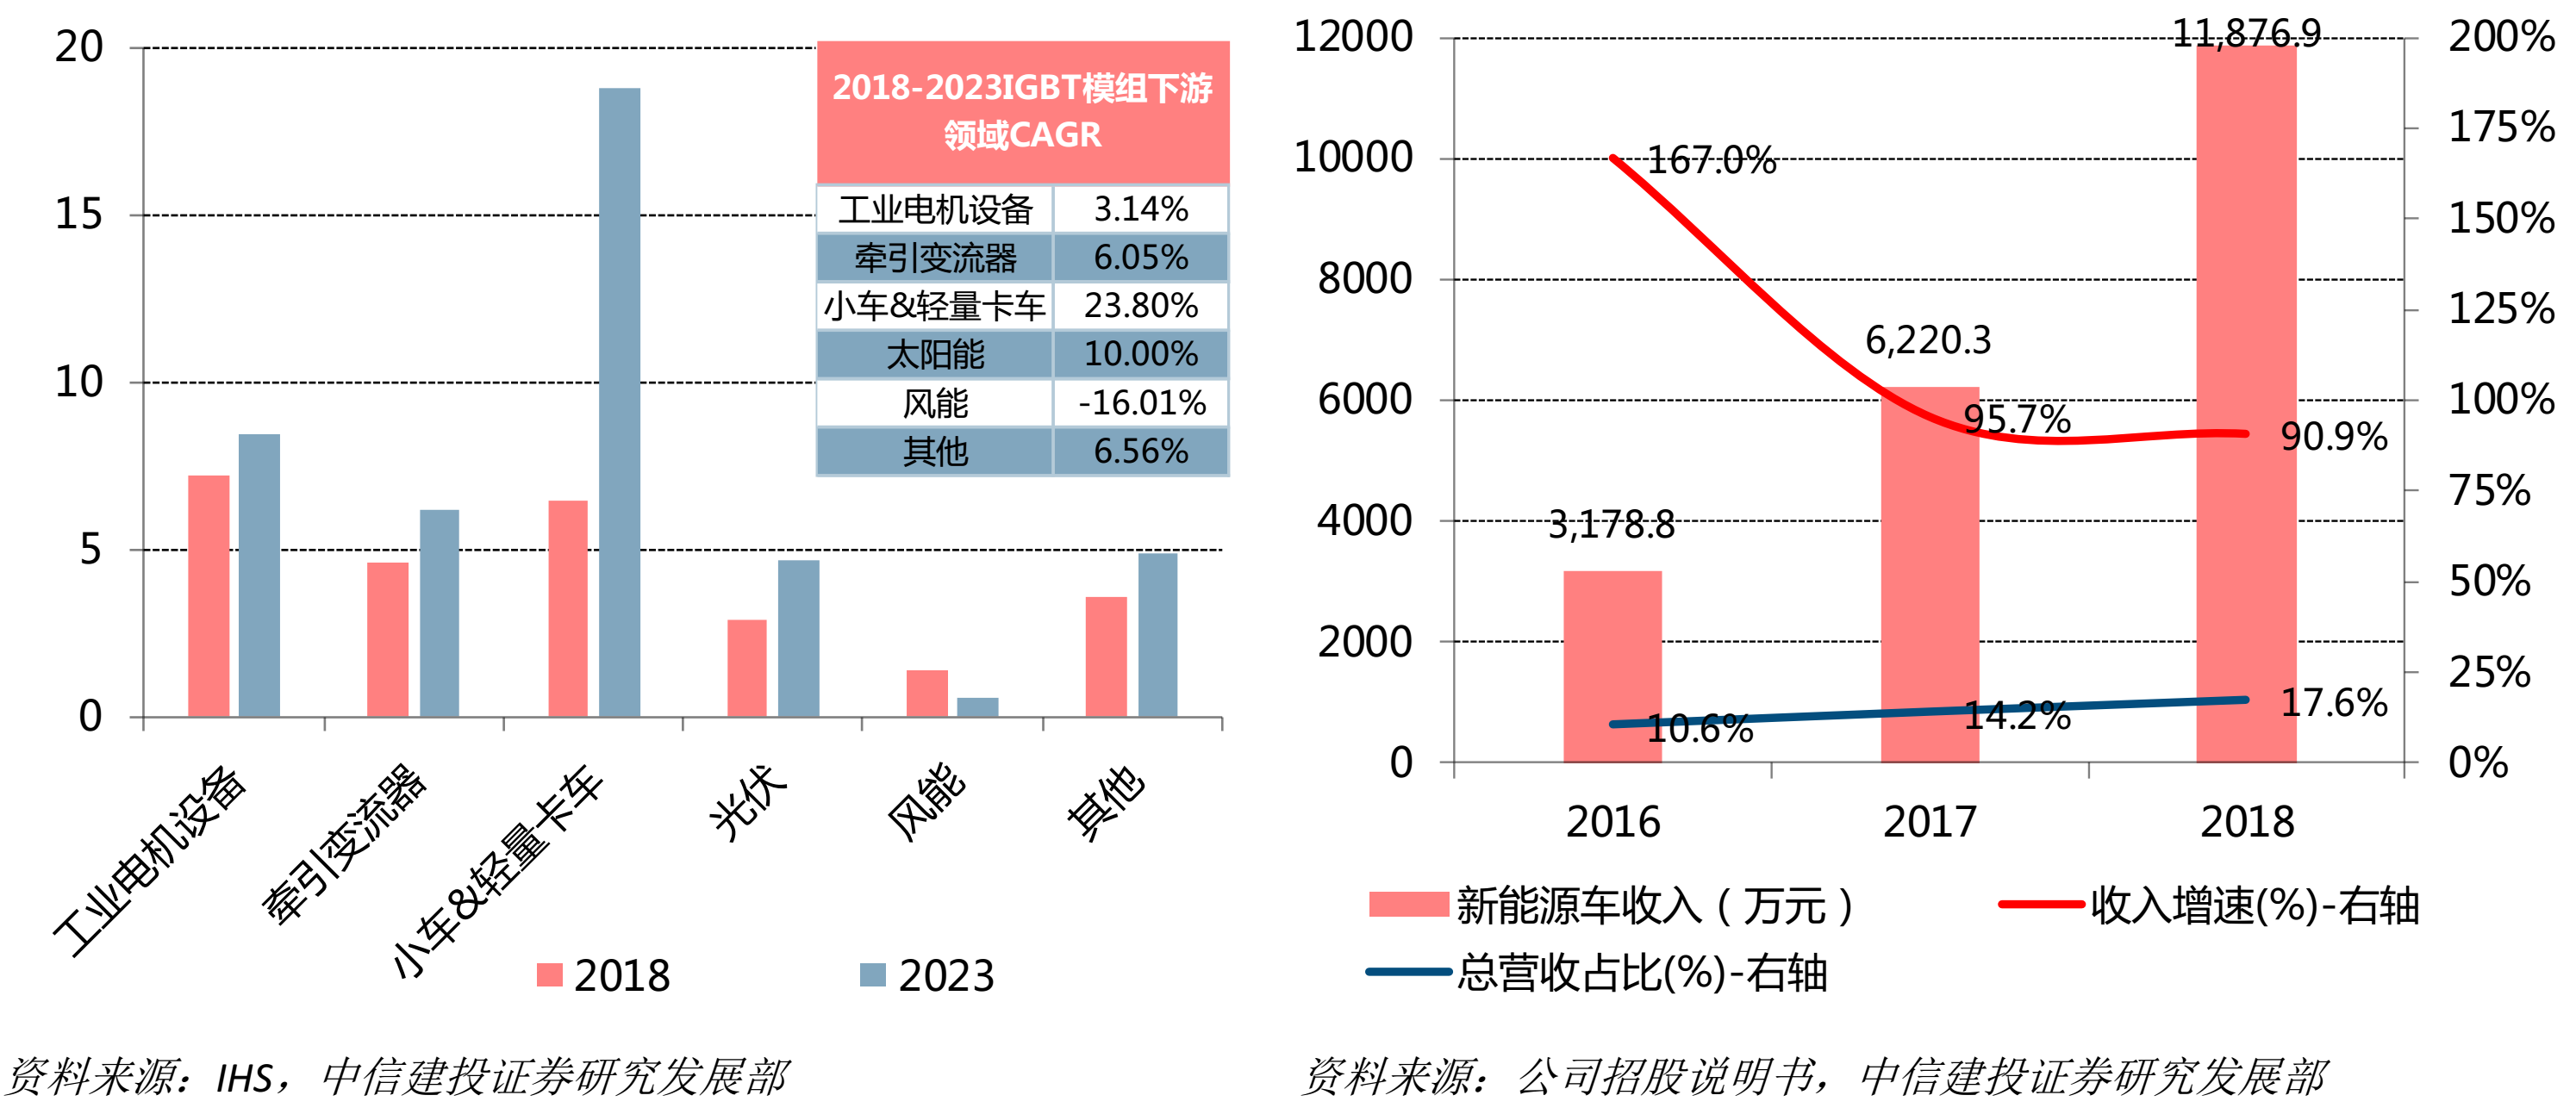 20
15
10
5
0
2018-2023IGBT模组下游
领域CAGR
工业电机设备 3.14%
牵引变流器 6.05%
小车&轻量卡车 23.80%
太阳能 10.00%
风能 -16.01%
其他 6.56%
工业电机设备
牵引变流器
小车&轻量卡车
光伏
风能
其他
2018 2023
资料来源：IHS，中信建投证券研究发展部
12000
10000
8000
6000
4000
2000
0
200%
175%
150%
125%
100%
75%
50%
25%
0%
11,876.9
167.0%
6,220.3
95.7%
90.9%
3,178.8
10.6%
14.2%
17.6%
2016 2017 2018
新能源车收入（万元） 收入增速(%)-右轴
总营收占比(%)-右轴
资料来源：公司招股说明书，中信建投证券研究发展部